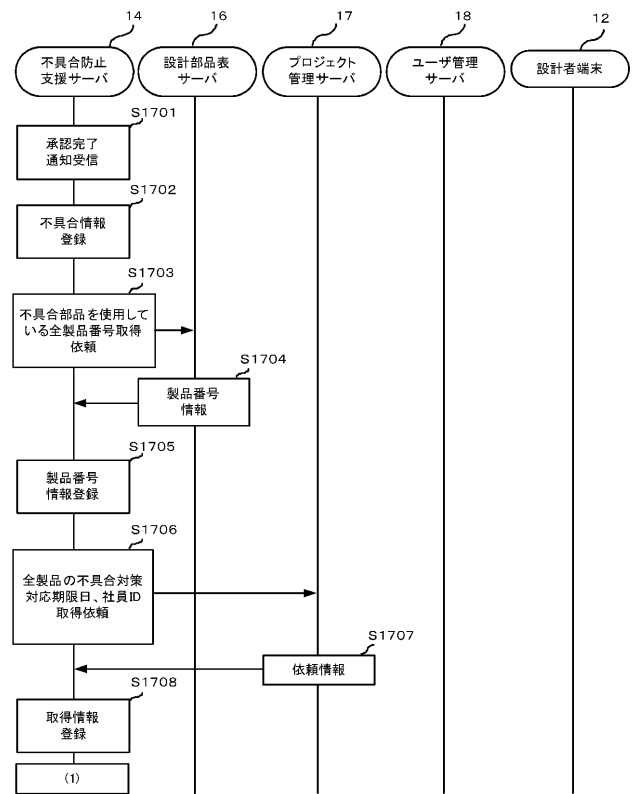 14
16
17
18
12
不具合防止
支援サーバ
設計部品表
サーバ
プロジェクト
管理サーバ
ユーザ管理
サーバ
設計者端末
S1701
承認完了
通知受信
S1702
不具合情報
登録
S1703
不具合部品を使用して
いる全製品番号取得
依頼
S1704
製品番号
情報
S1705
製品番号
情報登録
S1706
全製品の不具合対策
対応期限日、社員ID
取得依頼
S1707
依頼情報
S1708
取得情報
登録
(1)